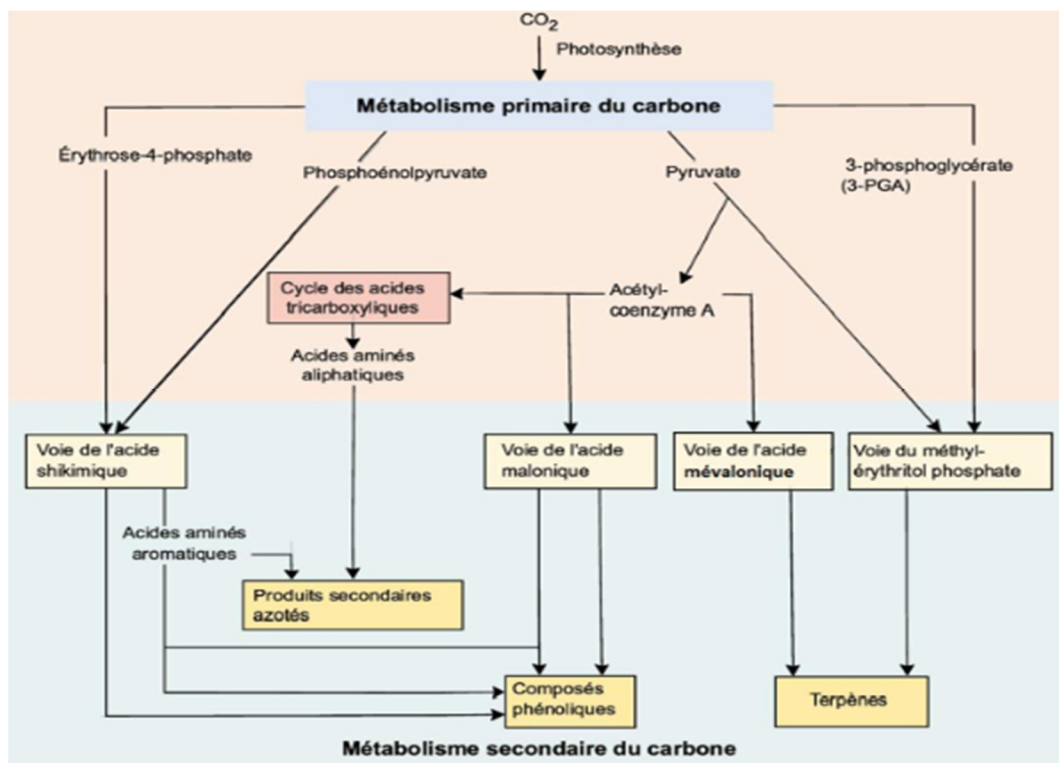 CO₂
Photosynthèse
Métabolisme primaire du carbone
Érythrose-4-phosphate
Phosphoénolpyruvate
Pyruvate
3-phosphoglycérate
(3-PGA)
Cycle des acides
tricarboxyliques
Acétyl-
coenzyme A
Acides aminés
aliphatiques
Voie de l'acide
shikimique
Voie de l'acide
malonique
Voie de l'acide
mévalonique
Voie du méthyl-
érythritol phosphate
Acides aminés
aromatiques
Produits secondaires
azotés
Composés
phénoliques
Terpènes
Métabolisme secondaire du carbone